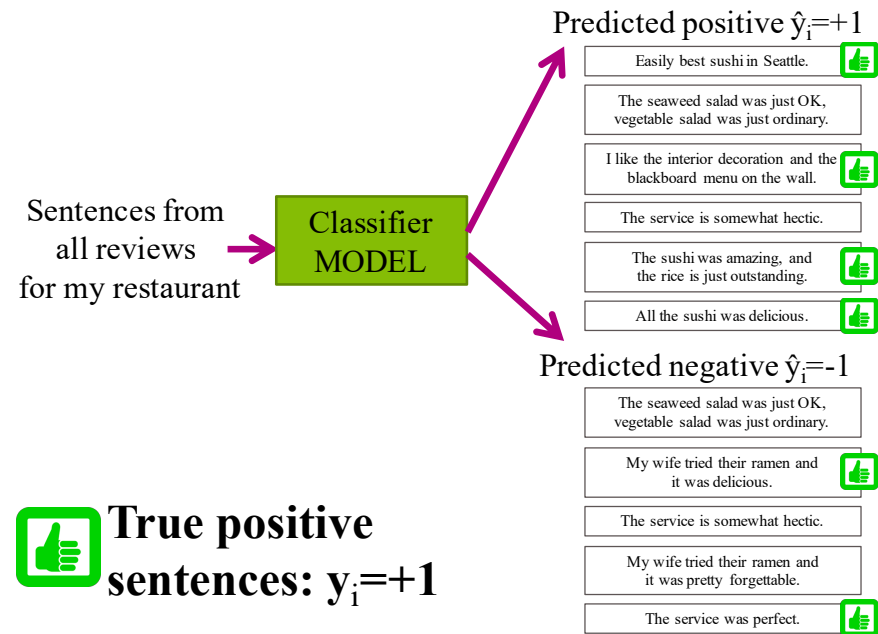 Predicted positive ŷᵢ=+1
Easily best sushi in Seattle.
The seaweed salad was just OK,
vegetable salad was just ordinary.
I like the interior decoration and the
blackboard menu on the wall.
The service is somewhat hectic.
The sushi was amazing, and
the rice is just outstanding.
All the sushi was delicious.
Sentences from
all reviews
for my restaurant
Classifier
MODEL
Predicted negative ŷᵢ=-1
The seaweed salad was just OK,
vegetable salad was just ordinary.
My wife tried their ramen and
it was delicious.
The service is somewhat hectic.
My wife tried their ramen and
it was pretty forgettable.
The service was perfect.
True positive
sentences: yᵢ=+1